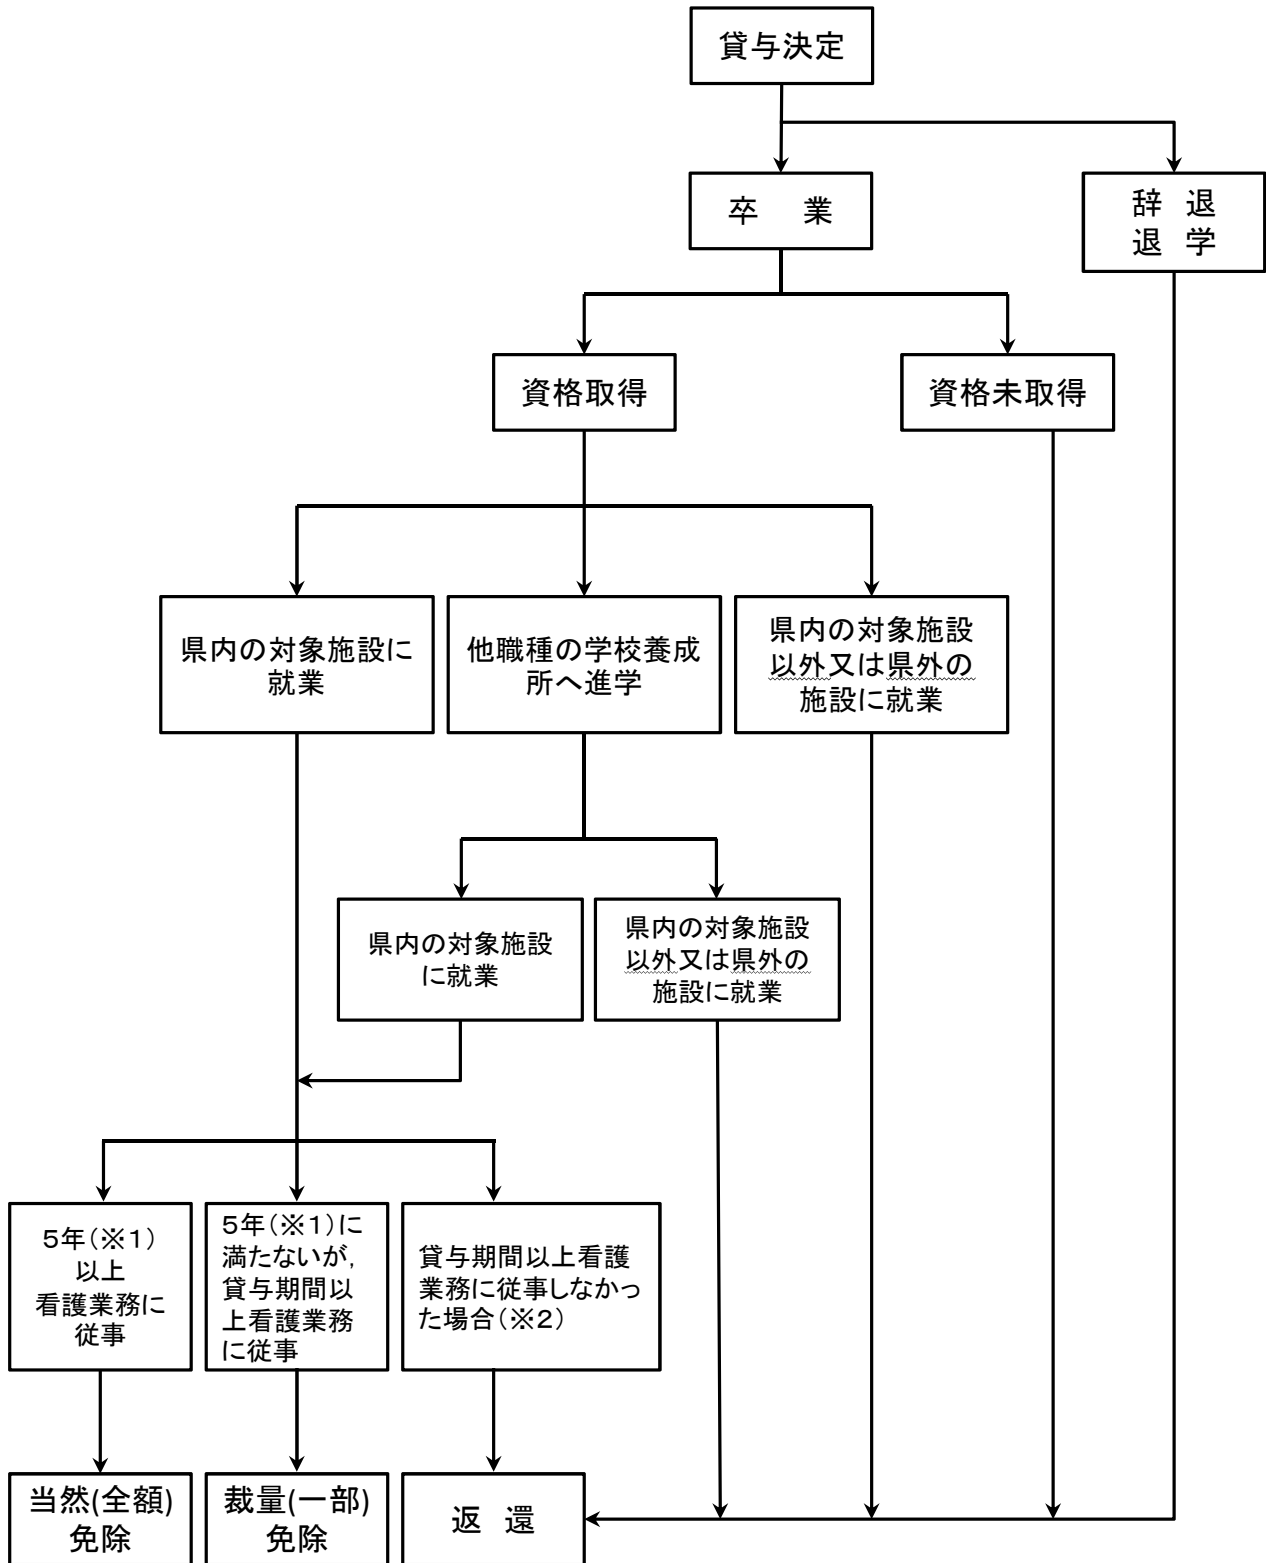 貸与決定
卒　業
辞　退
退　学
資格取得
資格未取得
県内の対象施設に
就業
他職種の学校養成
所へ進学
県内の対象施設
以外又は県外の
施設に就業
県内の対象施設
に就業
県内の対象施設
以外又は県外の
施設に就業
５年（※１）
以上
看護業務に
従事
５年（※１）に
満たないが，
貸与期間以
上看護業務
に従事
貸与期間以上看護
業務に従事しなかっ
た場合（※２）
当然(全額)
免除
裁量(一部)
免除
返　還